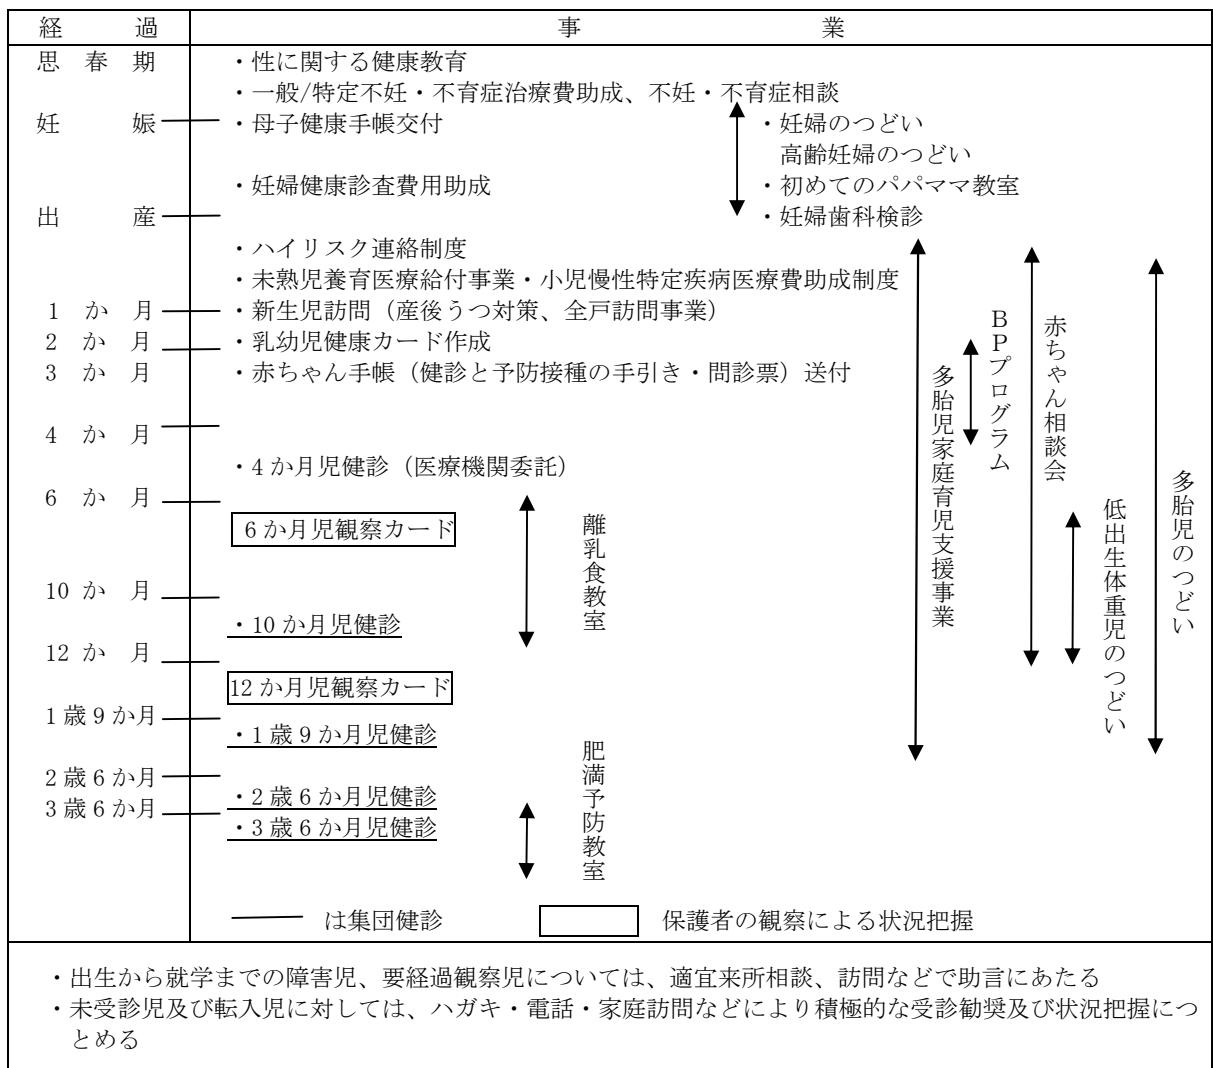 経過 事業
思春期 ・性に関する健康教育
・一般/特定不妊・不育症治療費助成、不妊・不育症相談
妊娠 ・母子健康手帳交付 ・妊婦のつどい
高齢妊婦のつどい
・妊婦健康診査費用助成 ・初めてのパパママ教室
出産 ・妊婦歯科検診
・ハイリスク連絡制度
・未熟児養育医療給付事業・小児慢性特定疾病医療費助成制度
1か月 ・新生児訪問（産後うつ対策、全戸訪問事業）
2か月 ・乳幼児健康カード作成
3か月 ・赤ちゃん手帳（健診と予防接種の手引き・問診票）送付
4か月
・4か月児健診（医療機関委託）
6か月
6か月児観察カード
10か月
・10か月児健診
12か月
12か月児観察カード
1歳9か月
・1歳9か月児健診
2歳6か月
・2歳6か月児健診
3歳6か月
・3歳6か月児健診
離乳食教室
肥満予防教室
多胎児家庭育児支援事業
BPプログラム
赤ちゃん相談会
低出生体重児のつどい
多胎児のつどい
は集団健診 保護者の観察による状況把握
・出生から就学までの障害児、要経過観察児については、適宜来所相談、訪問などで助言にあたる
・未受診児及び転入児に対しては、ハガキ・電話・家庭訪問などにより積極的な受診勧奨及び状況把握につ
とめる